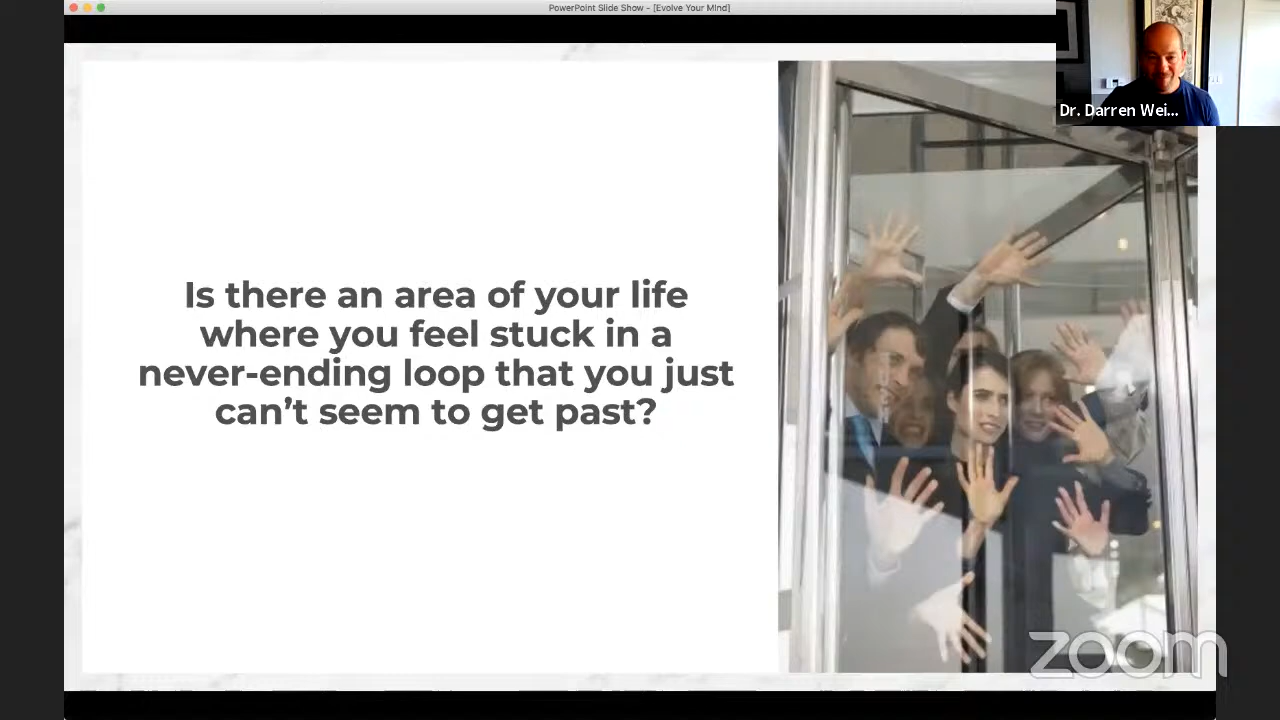 PowerPoint Slide Show - [Evolve Your Mind]
Dr. Darren Wei...
Is there an area of your life
where you feel stuck in a
never-ending loop that you just
can’t seem to get past?
zoom